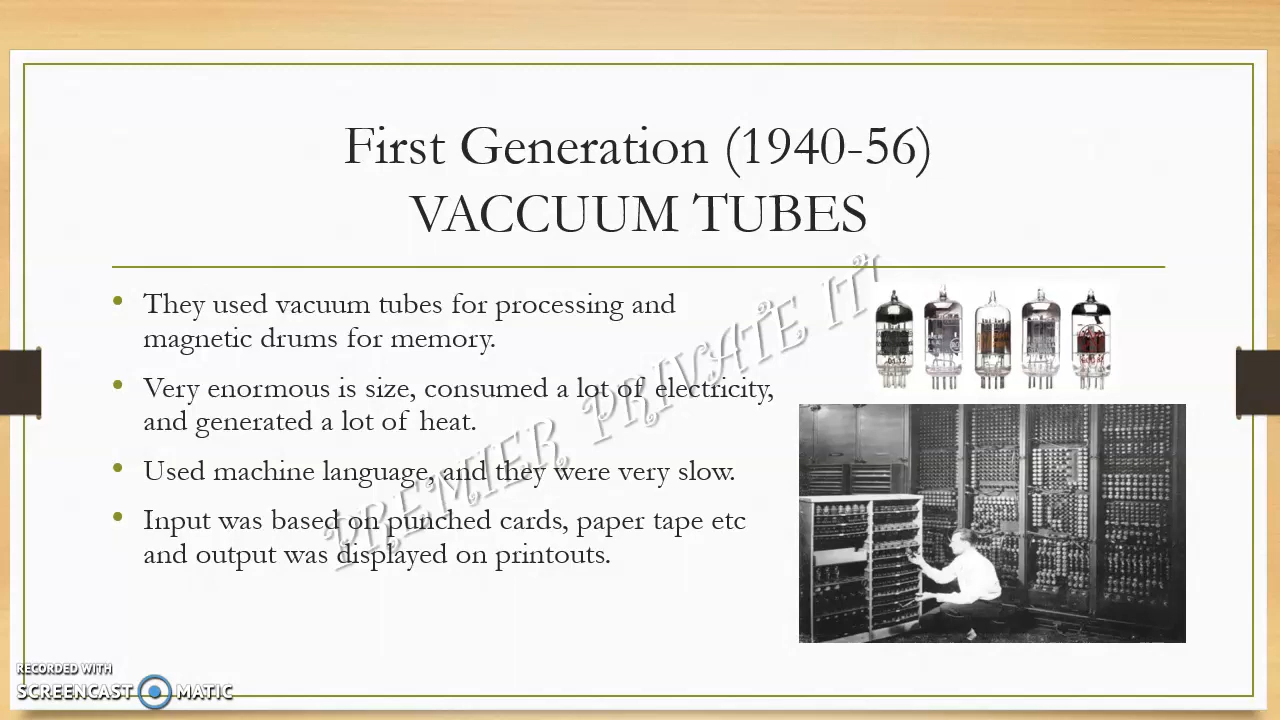 First Generation (1940-56)
VACCUUM TUBES
They used vacuum tubes for processing and
magnetic drums for memory.
Very enormous is size, consumed a lot of electricity,
and generated a lot of heat.
Used machine language, and they were very slow.
Input was based on punched cards, paper tape etc
and output was displayed on printouts.
PREMIER PRIVATE IT
RECORDED WITH
SCREENCAST MATIC